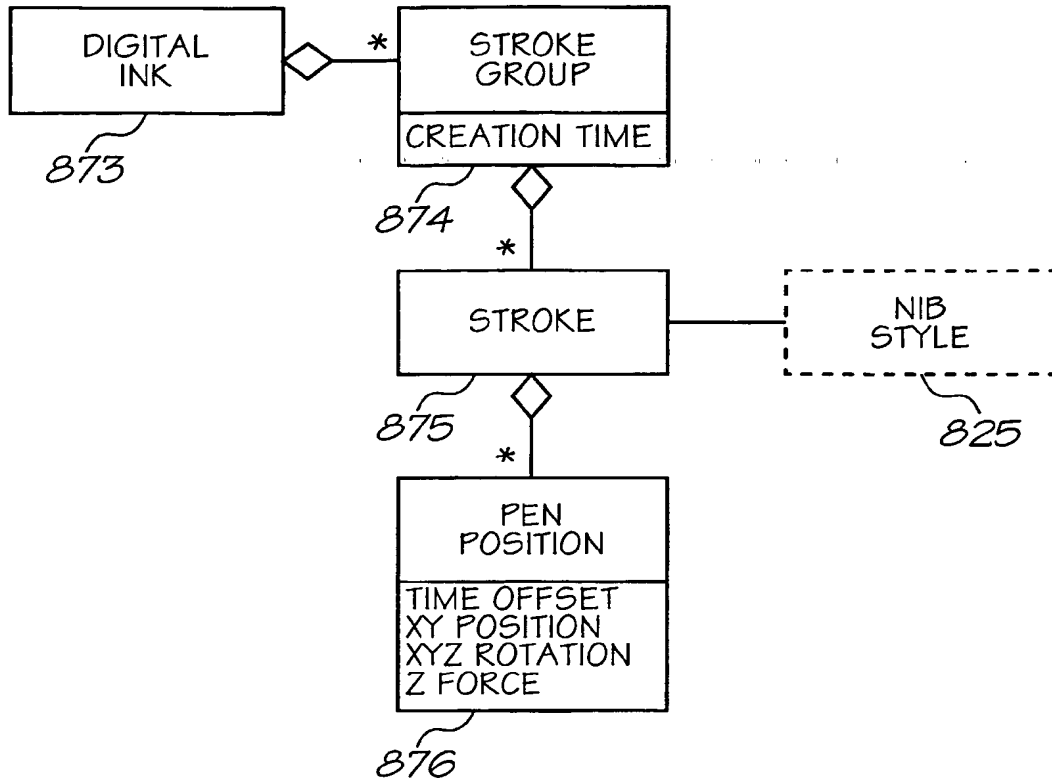 DIGITAL
INK
*
STROKE
GROUP
CREATION TIME
873
874
*
STROKE
NIB
STYLE
875
825
*
PEN
POSITION
TIME OFFSET
XY POSITION
XYZ ROTATION
Z FORCE
876